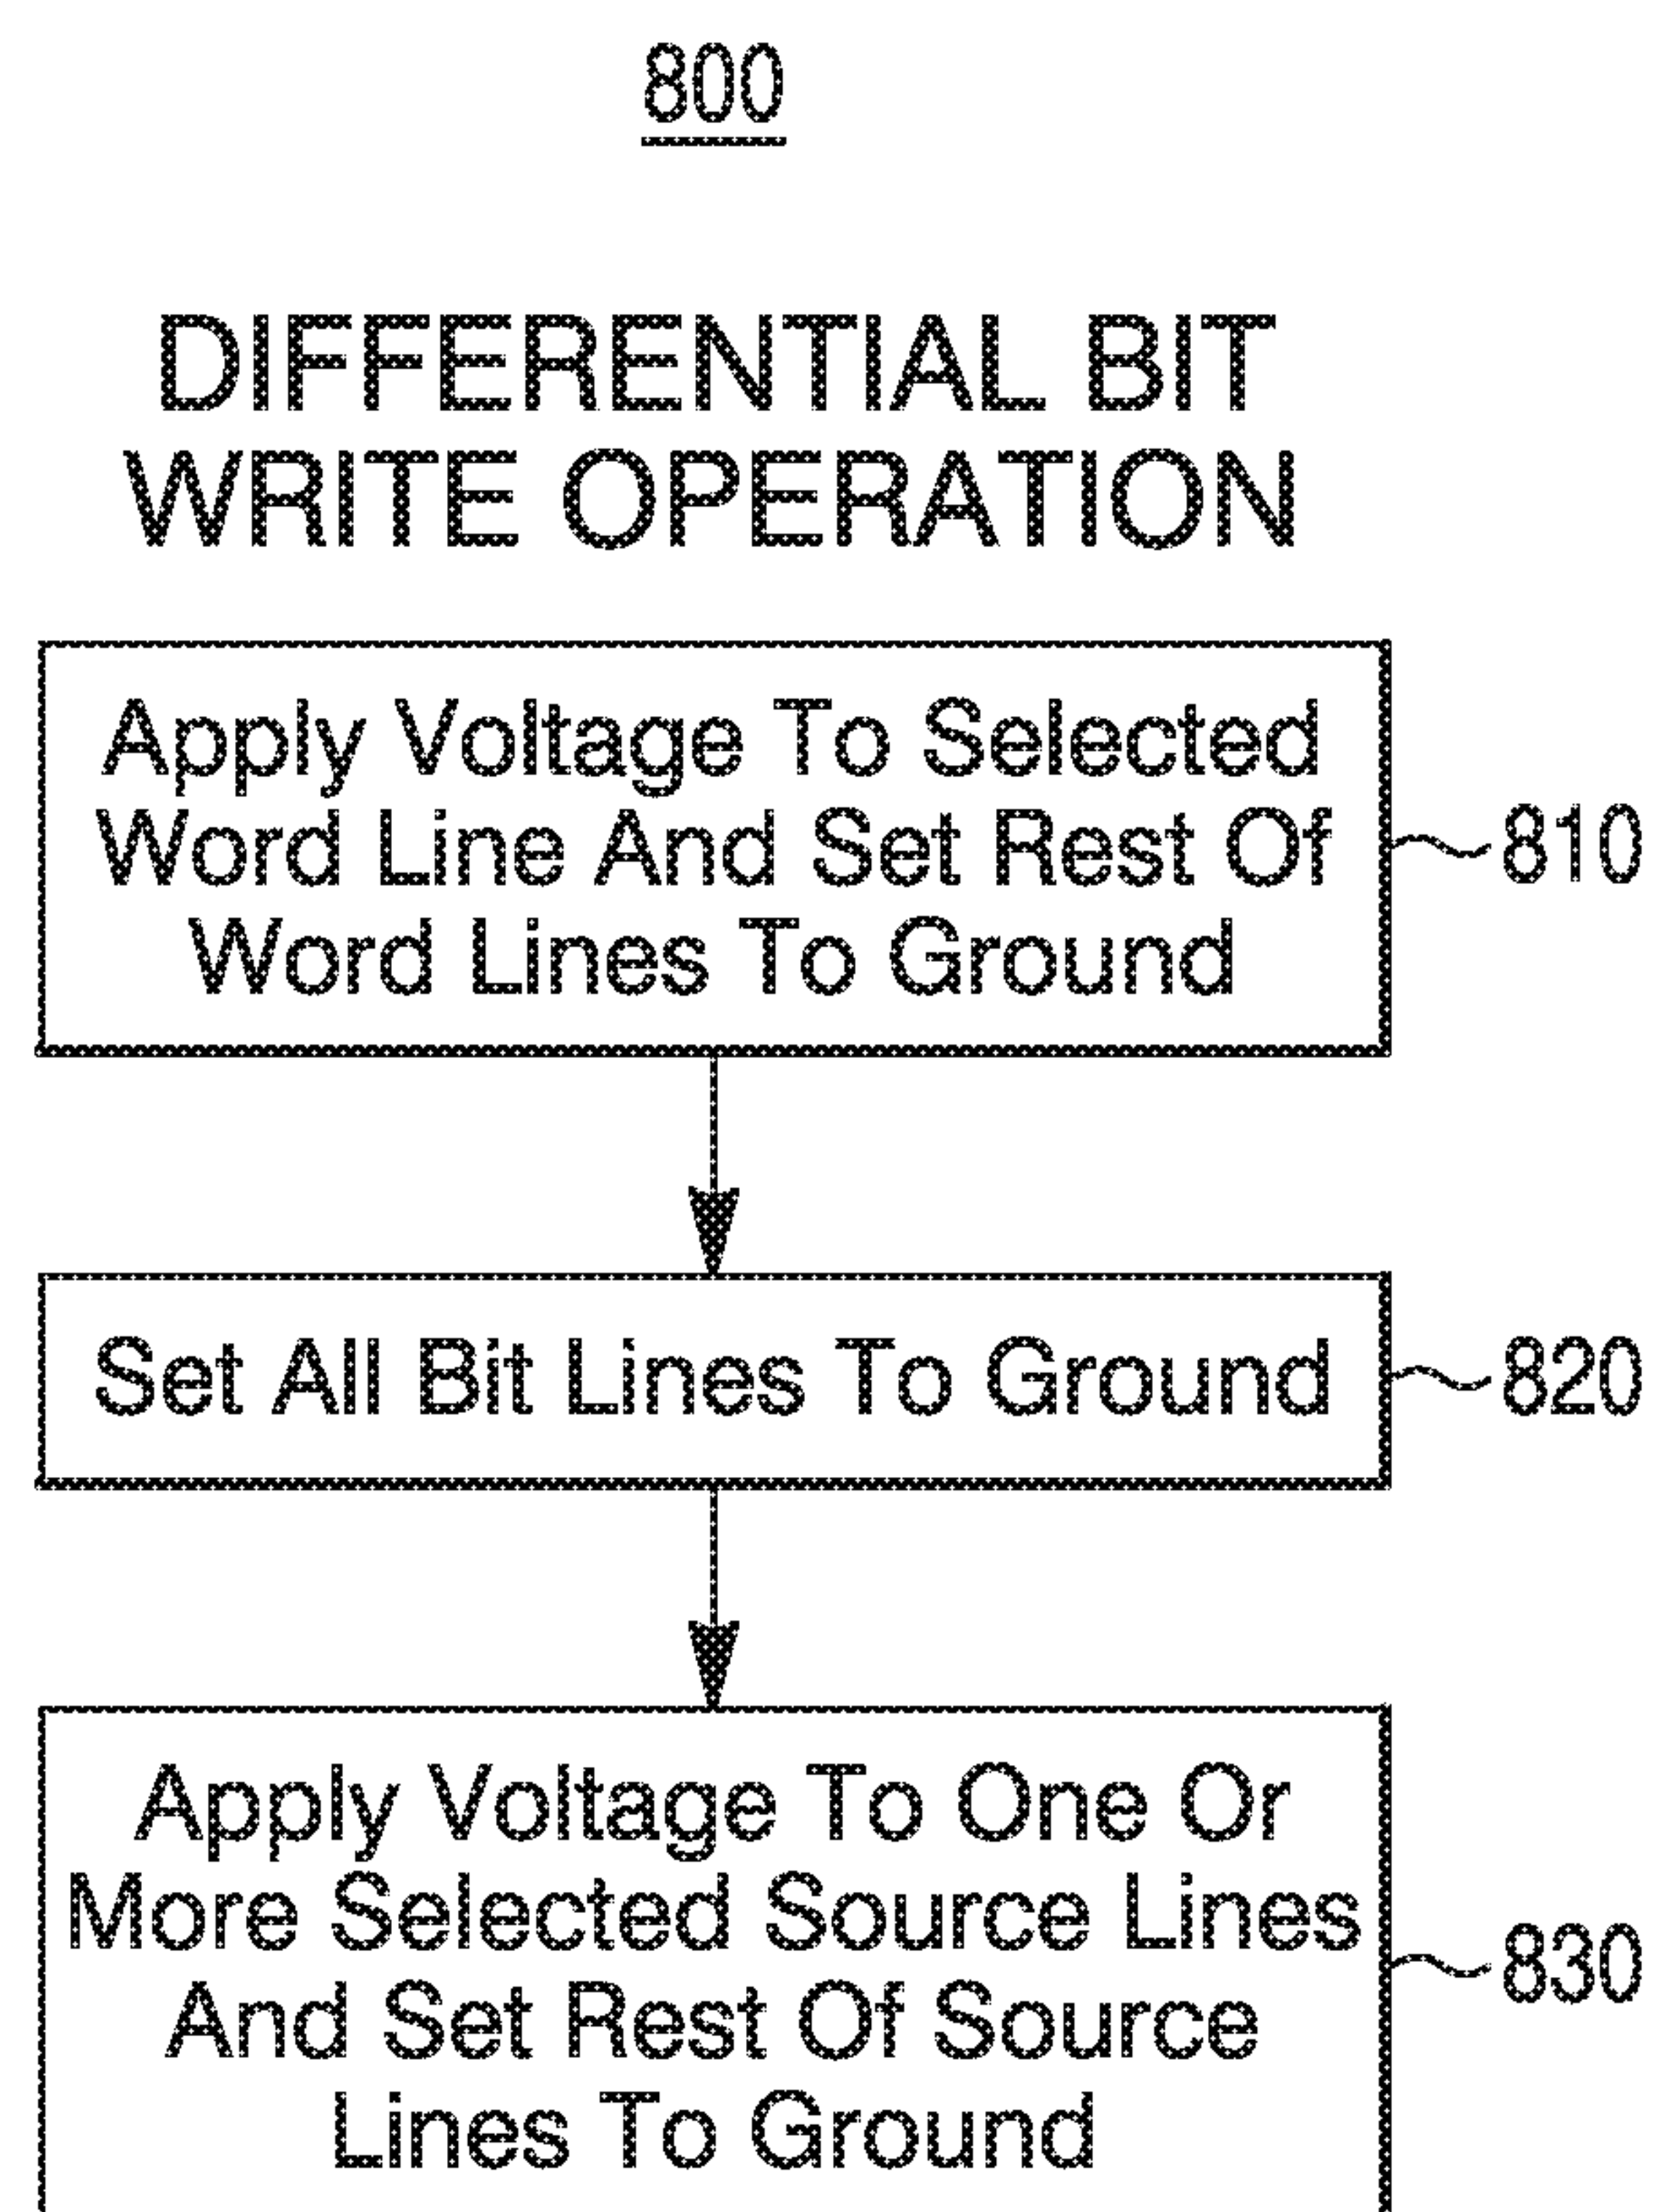 800
DIFFERENTIAL BIT
WRITE OPERATION
Apply Voltage To Selected
Word Line And Set Rest Of
Word Lines To Ground
810
Set All Bit Lines To Ground
820
Apply Voltage To One Or
More Selected Source Lines
And Set Rest Of Source
Lines To Ground
830